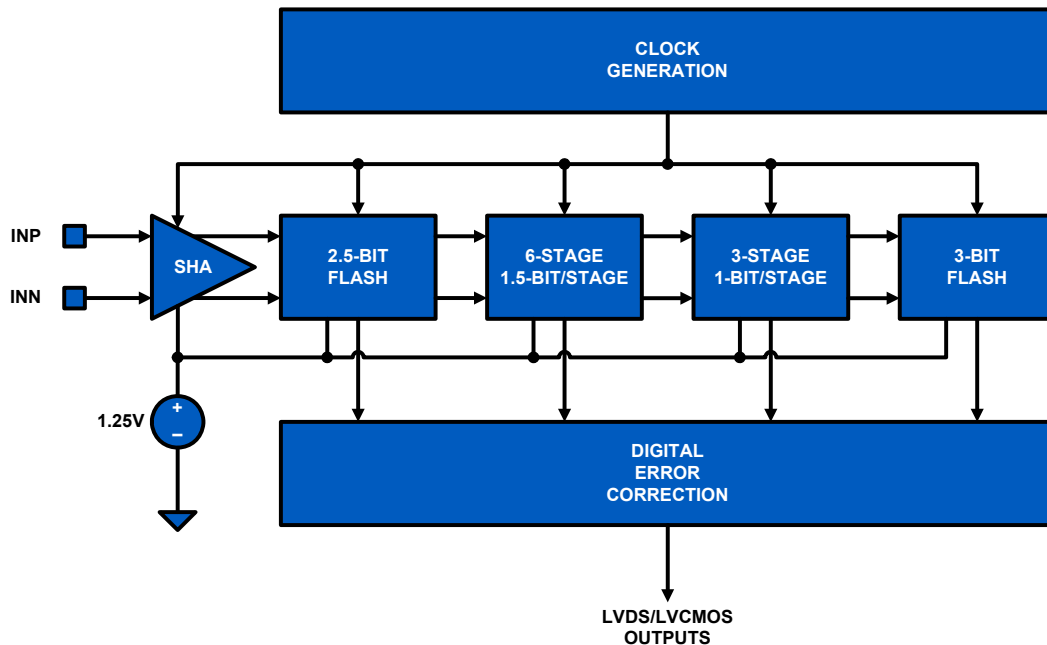 CLOCK
GENERATION
INP
INN
SHA
2.5-BIT
FLASH
6-STAGE
1.5-BIT/STAGE
3-STAGE
1-BIT/STAGE
3-BIT
FLASH
1.25V
+
–
DIGITAL
ERROR
CORRECTION
LVDS/LVCMOS
OUTPUTS